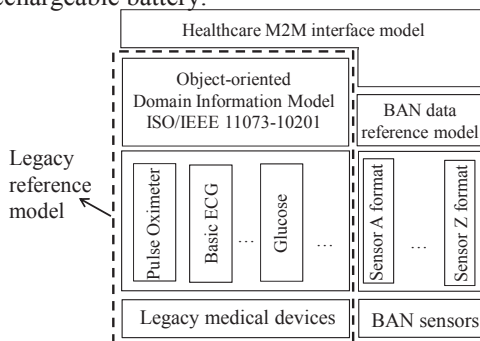 echargeable battery.
Healthcare M2M interface model
Object-oriented
Domain Information Model
ISO/IEEE 11073-10201
BAN data
reference model
Legacy
reference
model
Pulse Oximeter
Basic ECG
...
Glucose
...
Sensor A format
...
Sensor Z format
Legacy medical devices
BAN sensors